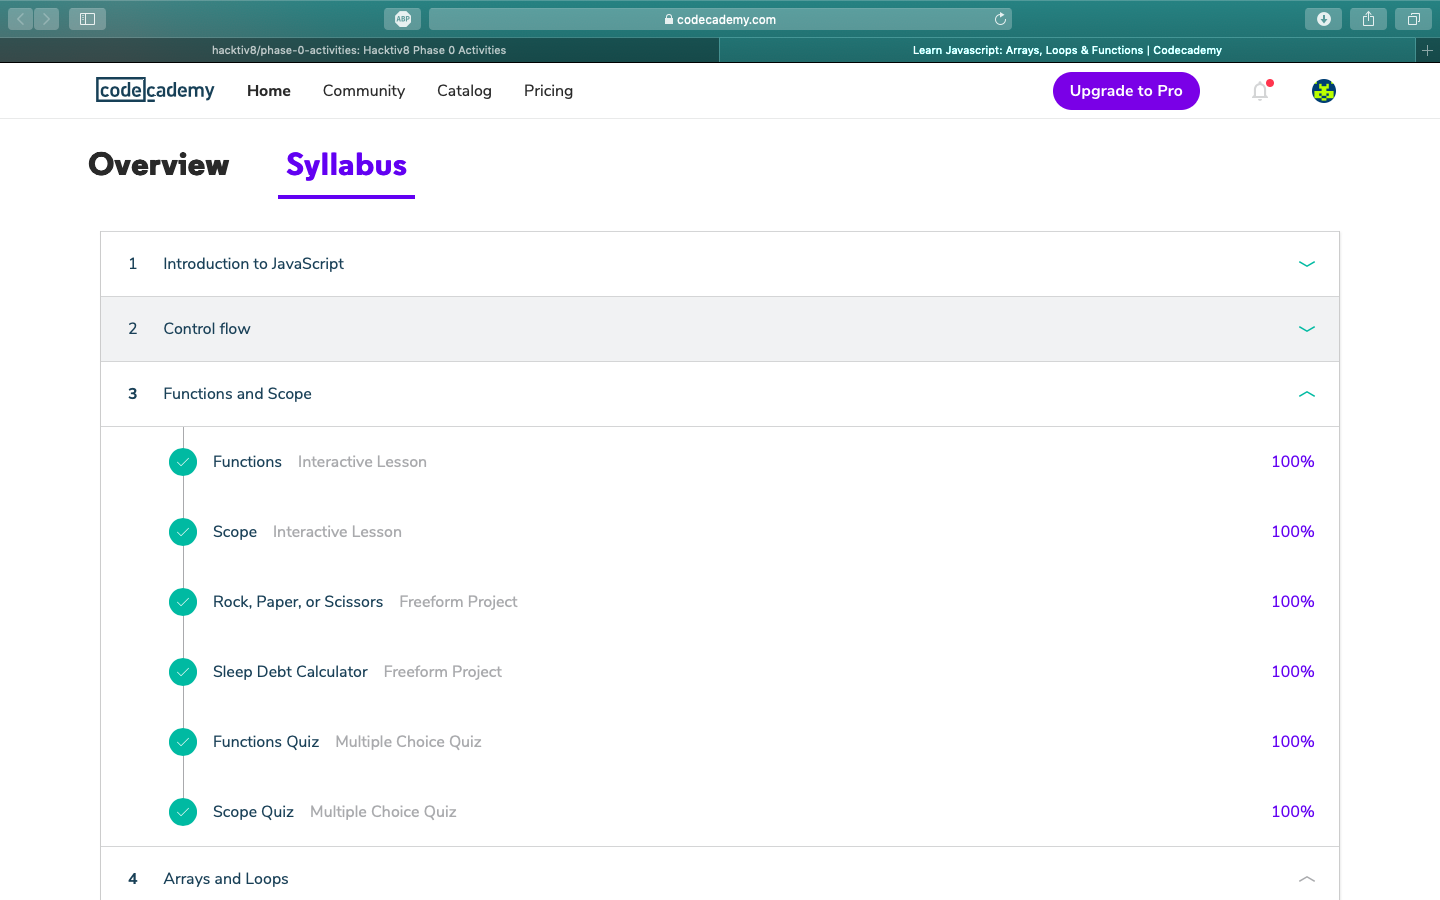 ABP
codecademy.com
hacktiv8/phase-0-activities: Hacktiv8 Phase 0 Activities
Learn Javascript: Arrays, Loops & Functions | Codecademy
codecademy
Home
Community
Catalog
Pricing
Upgrade to Pro
Overview
Syllabus
1 Introduction to JavaScript
2 Control flow
3 Functions and Scope
Functions Interactive Lesson 100%
Scope Interactive Lesson 100%
Rock, Paper, or Scissors Freeform Project 100%
Sleep Debt Calculator Freeform Project 100%
Functions Quiz Multiple Choice Quiz 100%
Scope Quiz Multiple Choice Quiz 100%
4 Arrays and Loops